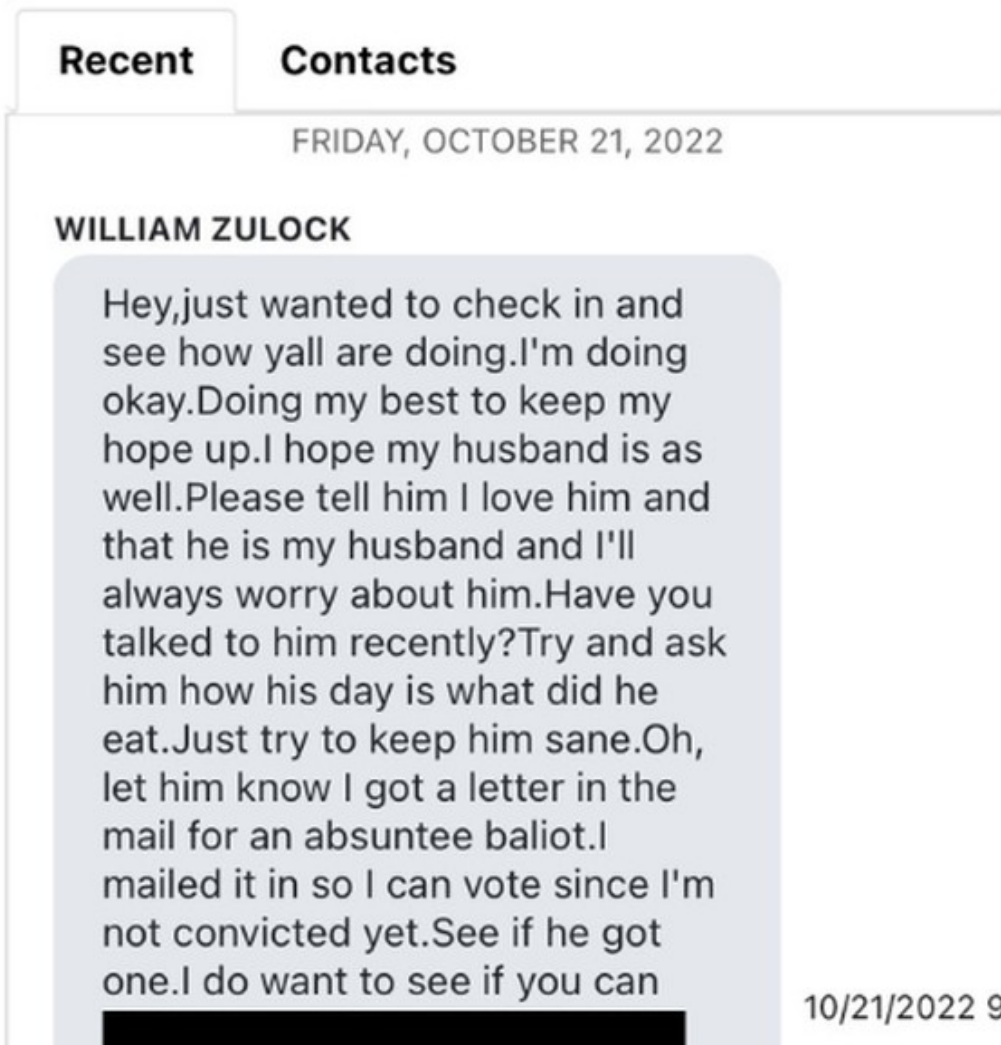 Recent Contacts
FRIDAY, OCTOBER 21, 2022
WILLIAM ZULOCK
Hey,just wanted to check in and
see how yall are doing.I'm doing
okay.Doing my best to keep my
hope up.I hope my husband is as
well.Please tell him I love him and
that he is my husband and I'll
always worry about him.Have you
talked to him recently?Try and ask
him how his day is what did he
eat.Just try to keep him sane.Oh,
let him know I got a letter in the
mail for an absuntee baliot.I
mailed it in so I can vote since I'm
not convicted yet.See if he got
one.I do want to see if you can
10/21/2022 9